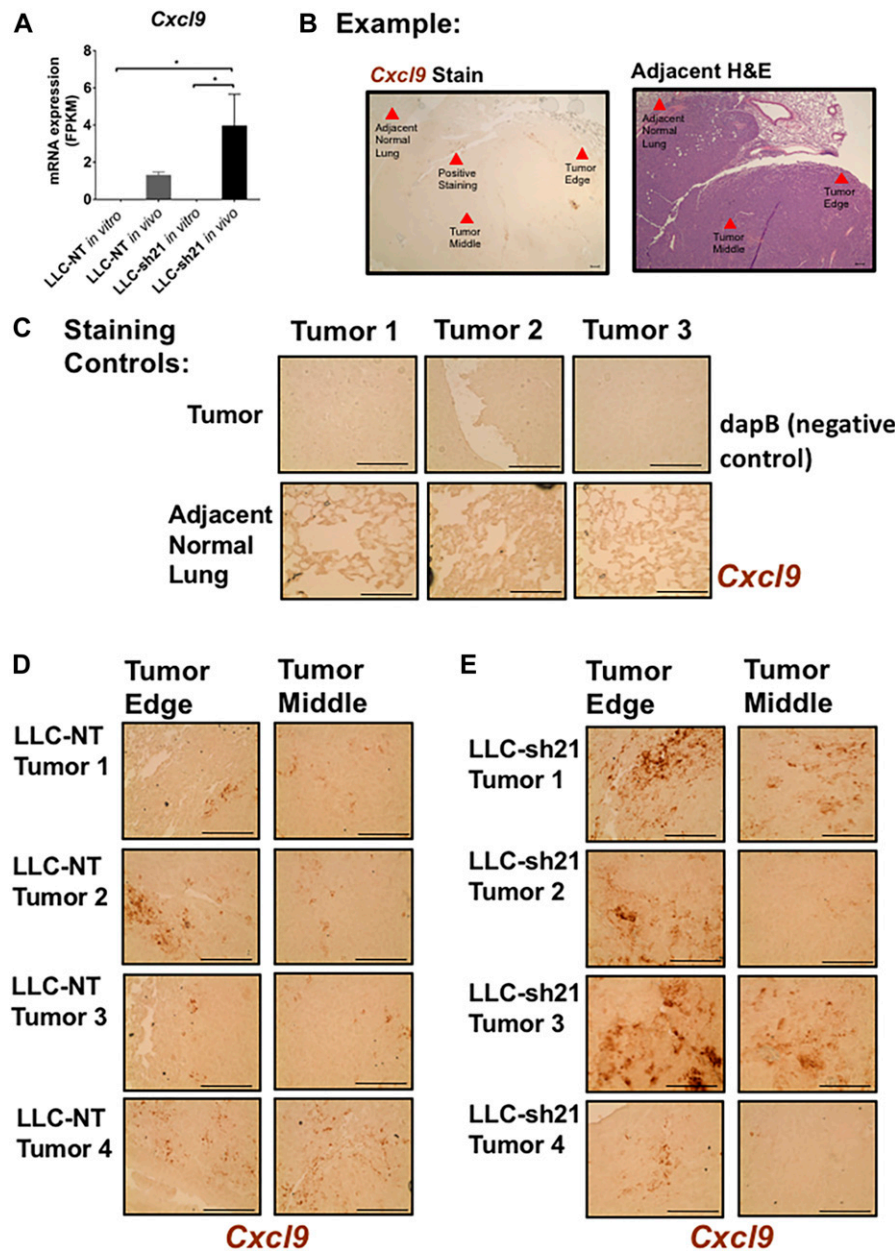 A
Cxcl9
mRNA expression
(FPKM)
8
6
4
2
0
*
*
LLC-NT in vitro
LLC-NT in vivo
LLC-sh21 in vitro
LLC-sh21 in vivo
B Example:
Cxcl9 Stain
Adjacent
Normal
Lung
Positive
Staining
Tumor
Edge
Tumor
Middle
Adjacent H&E
Adjacent
Normal
Lung
Tumor
Edge
Tumor
Middle
C Staining
Controls:
Tumor 1 Tumor 2 Tumor 3
Tumor
dapB (negative
control)
Adjacent
Normal
Lung
Cxcl9
D
Tumor
Edge
Tumor
Middle
LLC-NT
Tumor 1
LLC-NT
Tumor 2
LLC-NT
Tumor 3
LLC-NT
Tumor 4
Cxcl9
E
Tumor
Edge
Tumor
Middle
LLC-sh21
Tumor 1
LLC-sh21
Tumor 2
LLC-sh21
Tumor 3
LLC-sh21
Tumor 4
Cxcl9